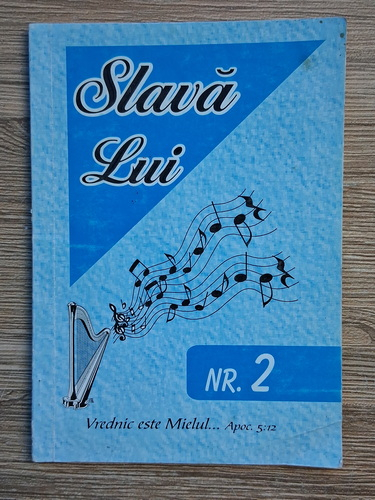 Slavă
Lui
NR. 2
Vrednic este Mielul... Apoc. 5:12